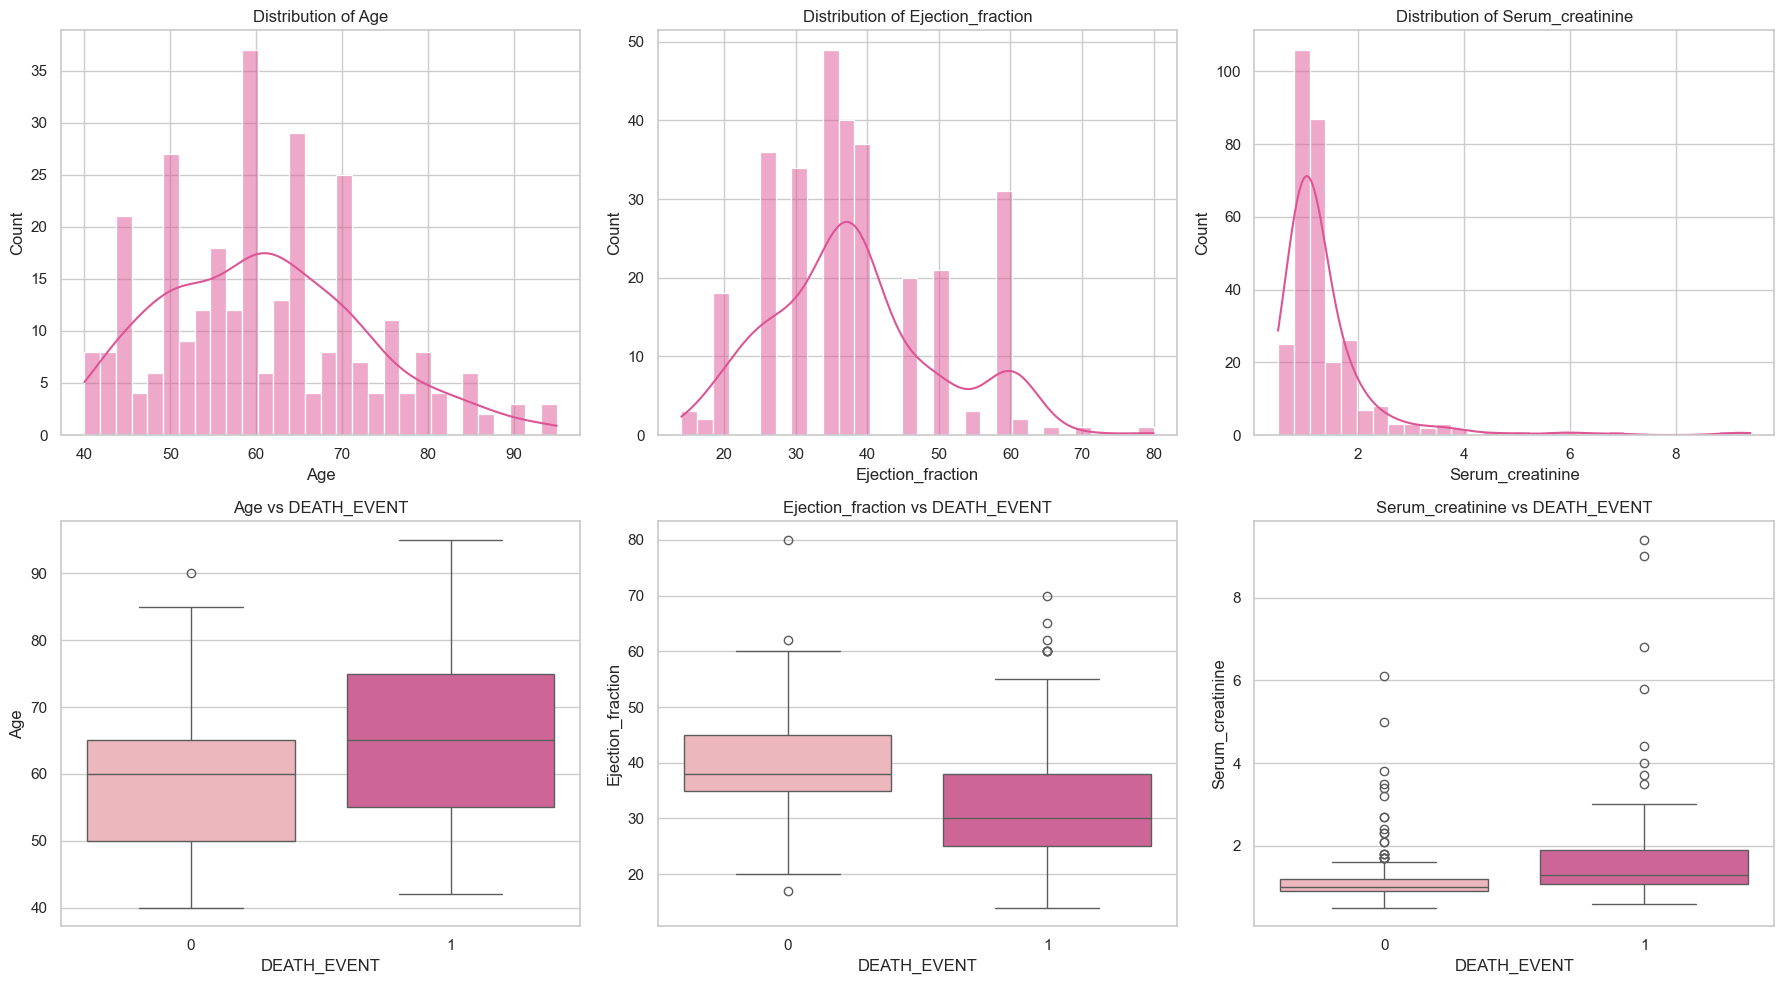 Distribution of Age
Count
35
30
25
20
15
10
5
0
40 50 60 70 80 90
Age
Distribution of Ejection_fraction
Count
50
40
30
20
10
0
20 30 40 50 60 70 80
Ejection_fraction
Distribution of Serum_creatinine
Count
100
80
60
40
20
0
2 4 6 8
Serum_creatinine
Age vs DEATH_EVENT
Age
90
80
70
60
50
40
0 1
DEATH_EVENT
Ejection_fraction vs DEATH_EVENT
Ejection_fraction
80
70
60
50
40
30
20
0 1
DEATH_EVENT
Serum_creatinine vs DEATH_EVENT
Serum_creatinine
8
6
4
2
0 1
DEATH_EVENT